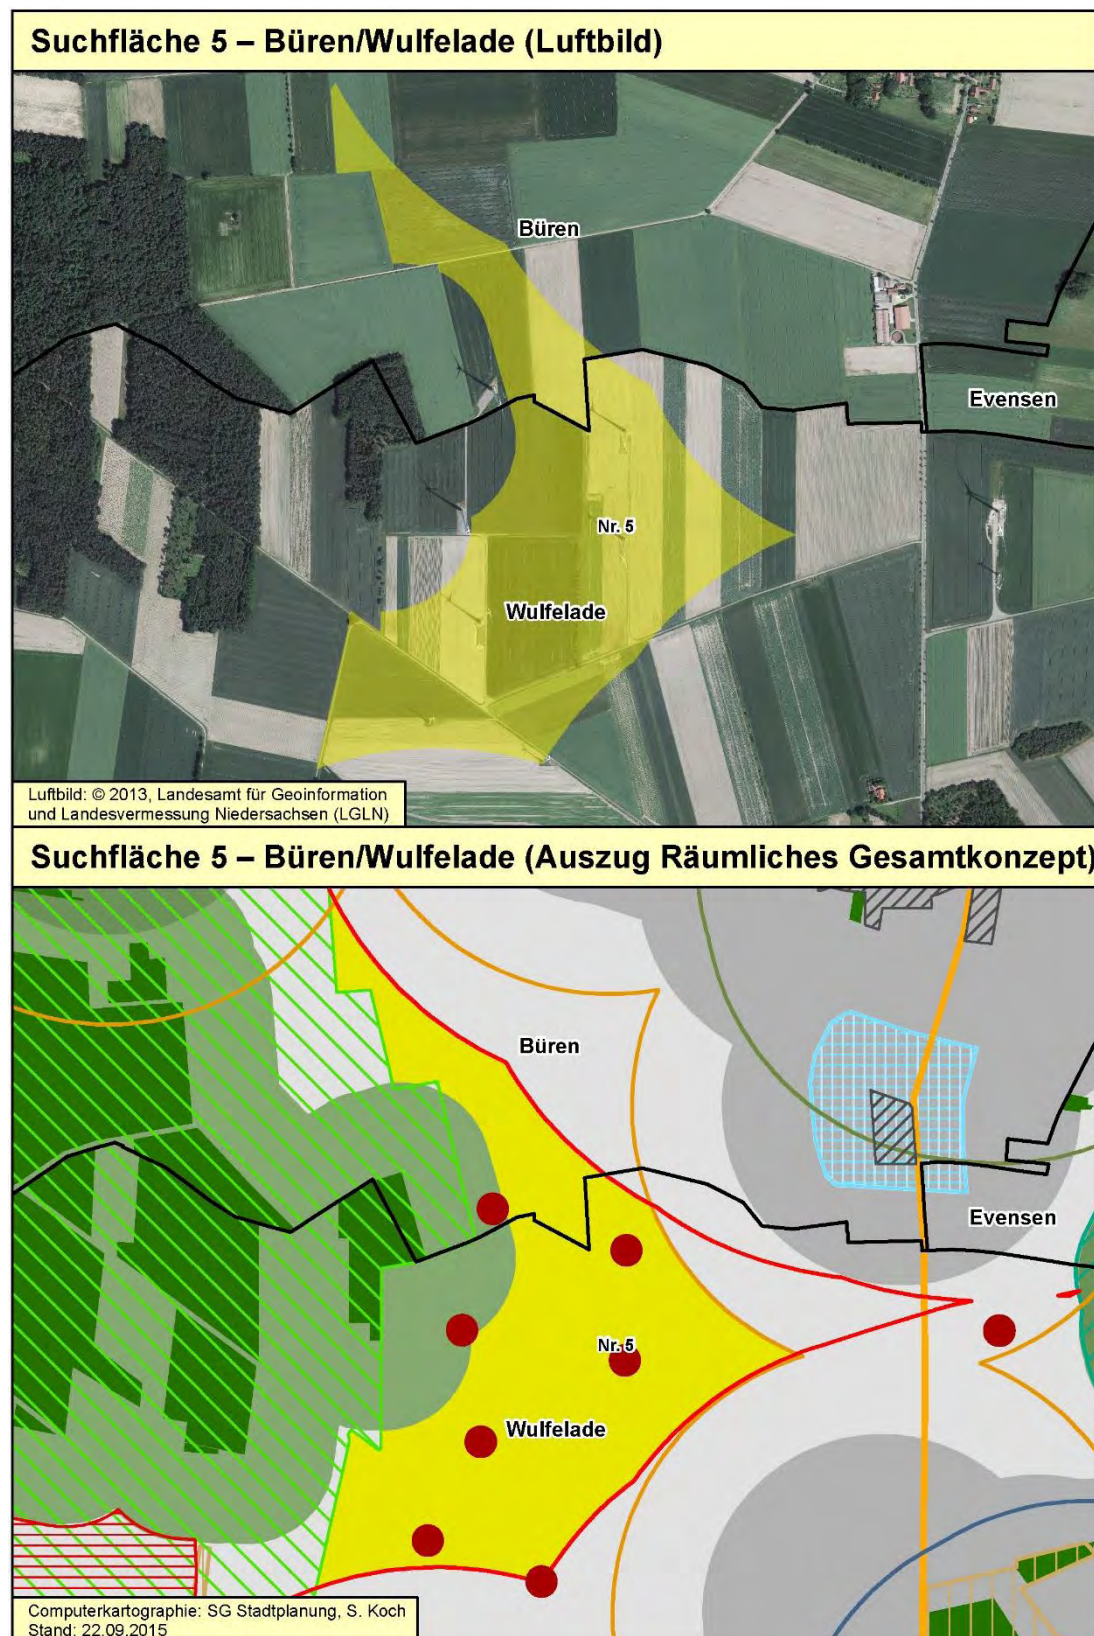 Suchfläche 5 – Büren/Wulfelade (Luftbild)
Büren
Evensen
Nr. 5
Wulfelade
Luftbild: © 2013, Landesamt für Geoinformation
und Landesvermessung Niedersachsen (LGLN)
Suchfläche 5 – Büren/Wulfelade (Auszug Räumliches Gesamtkonzept)
Büren
Evensen
Nr. 5
Wulfelade
Computerkartographie: SG Stadtplanung, S. Koch
Stand: 22.09.2015